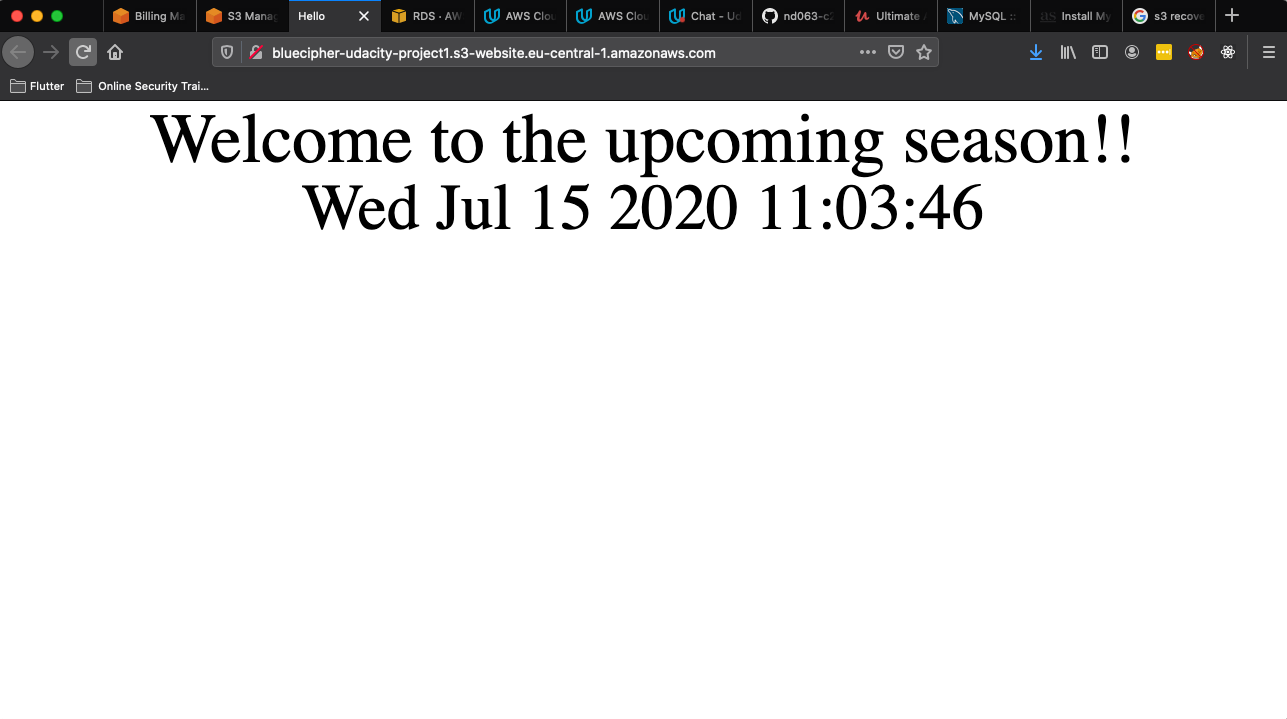 Billing Ma
S3 Manag
Hello
RDS · AW
AWS Clou
AWS Clou
Chat - Ud
nd063-c2
Ultimate
MySQL ::
Install My
s3 recove
bluecipher-udacity-project1.s3-website.eu-central-1.amazonaws.com
Flutter
Online Security Trai...
Welcome to the upcoming season!!
Wed Jul 15 2020 11:03:46